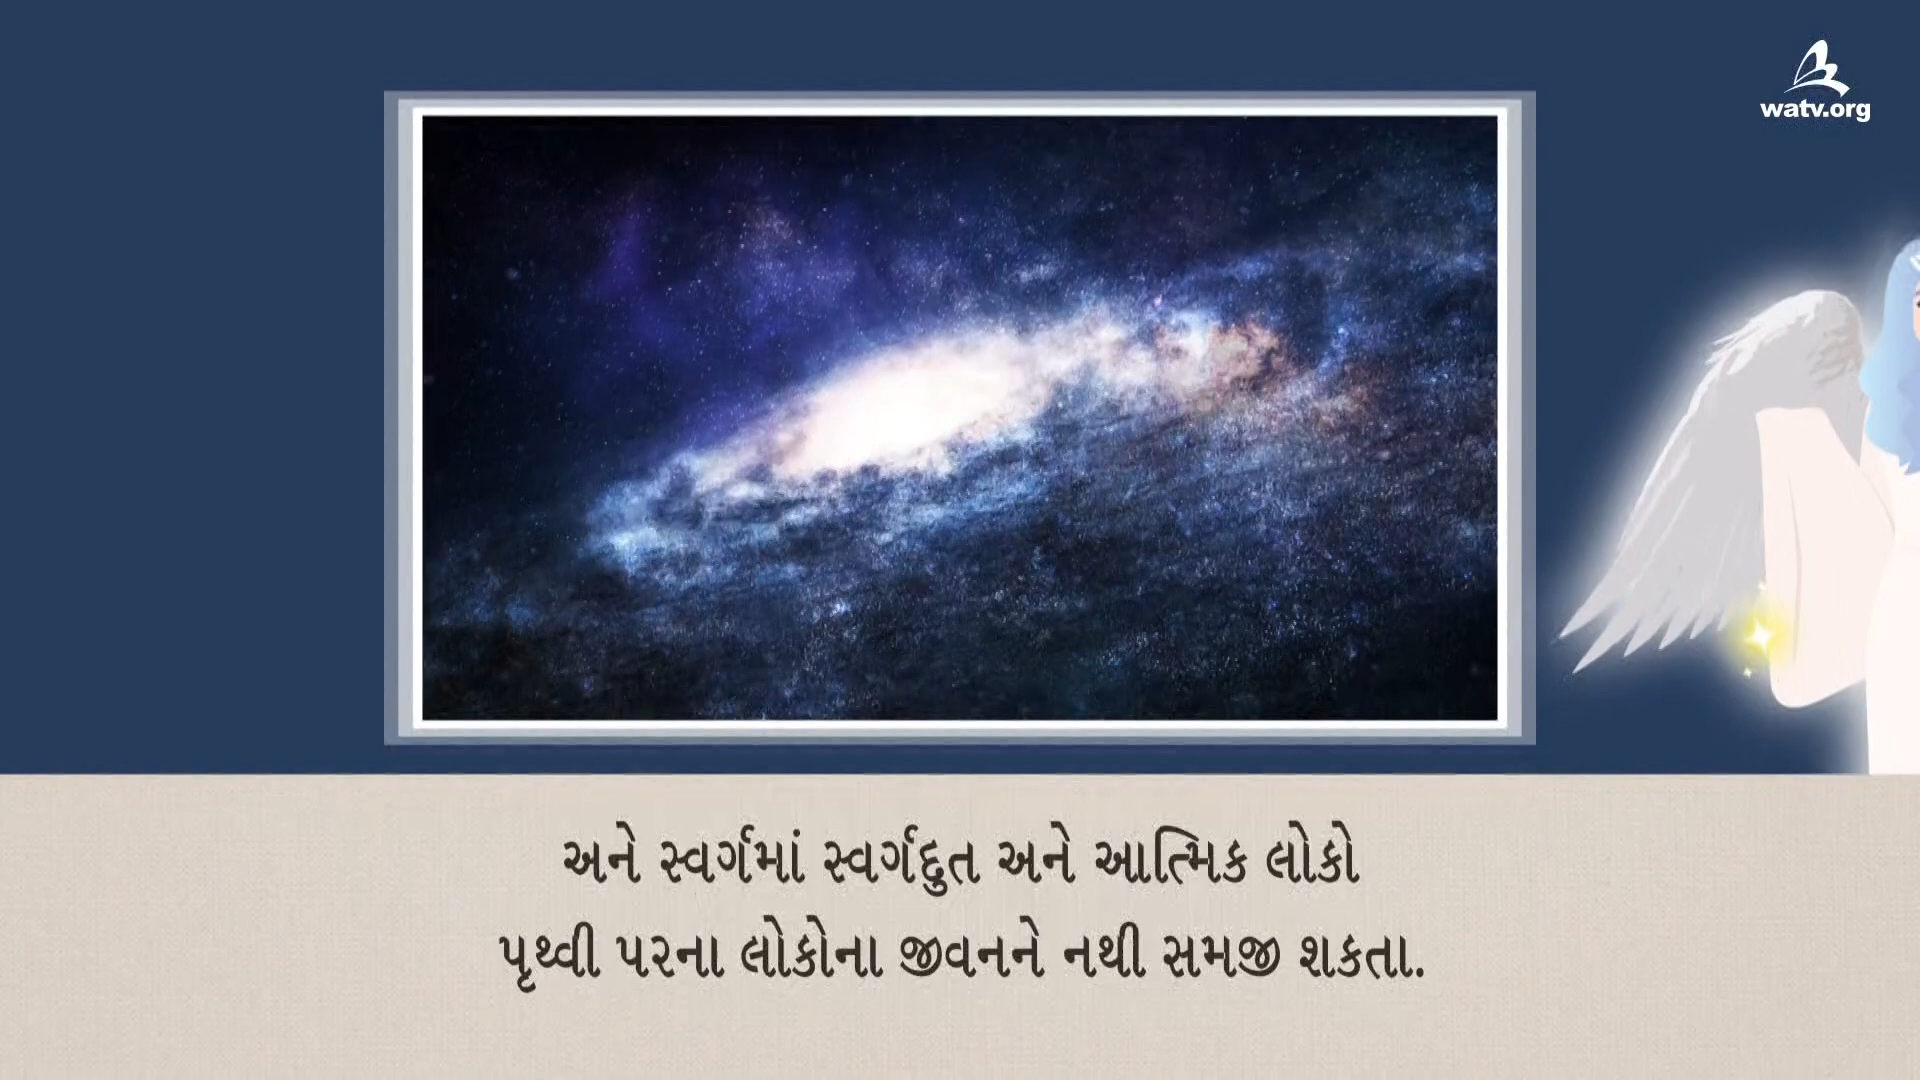 watv.org
અને સ્વર્ગમાં સ્વર્ગદુત અને આત્મિક લોકો
પૃથ્વી પરના લોકોના જીવનને નથી સમજી શકતા.